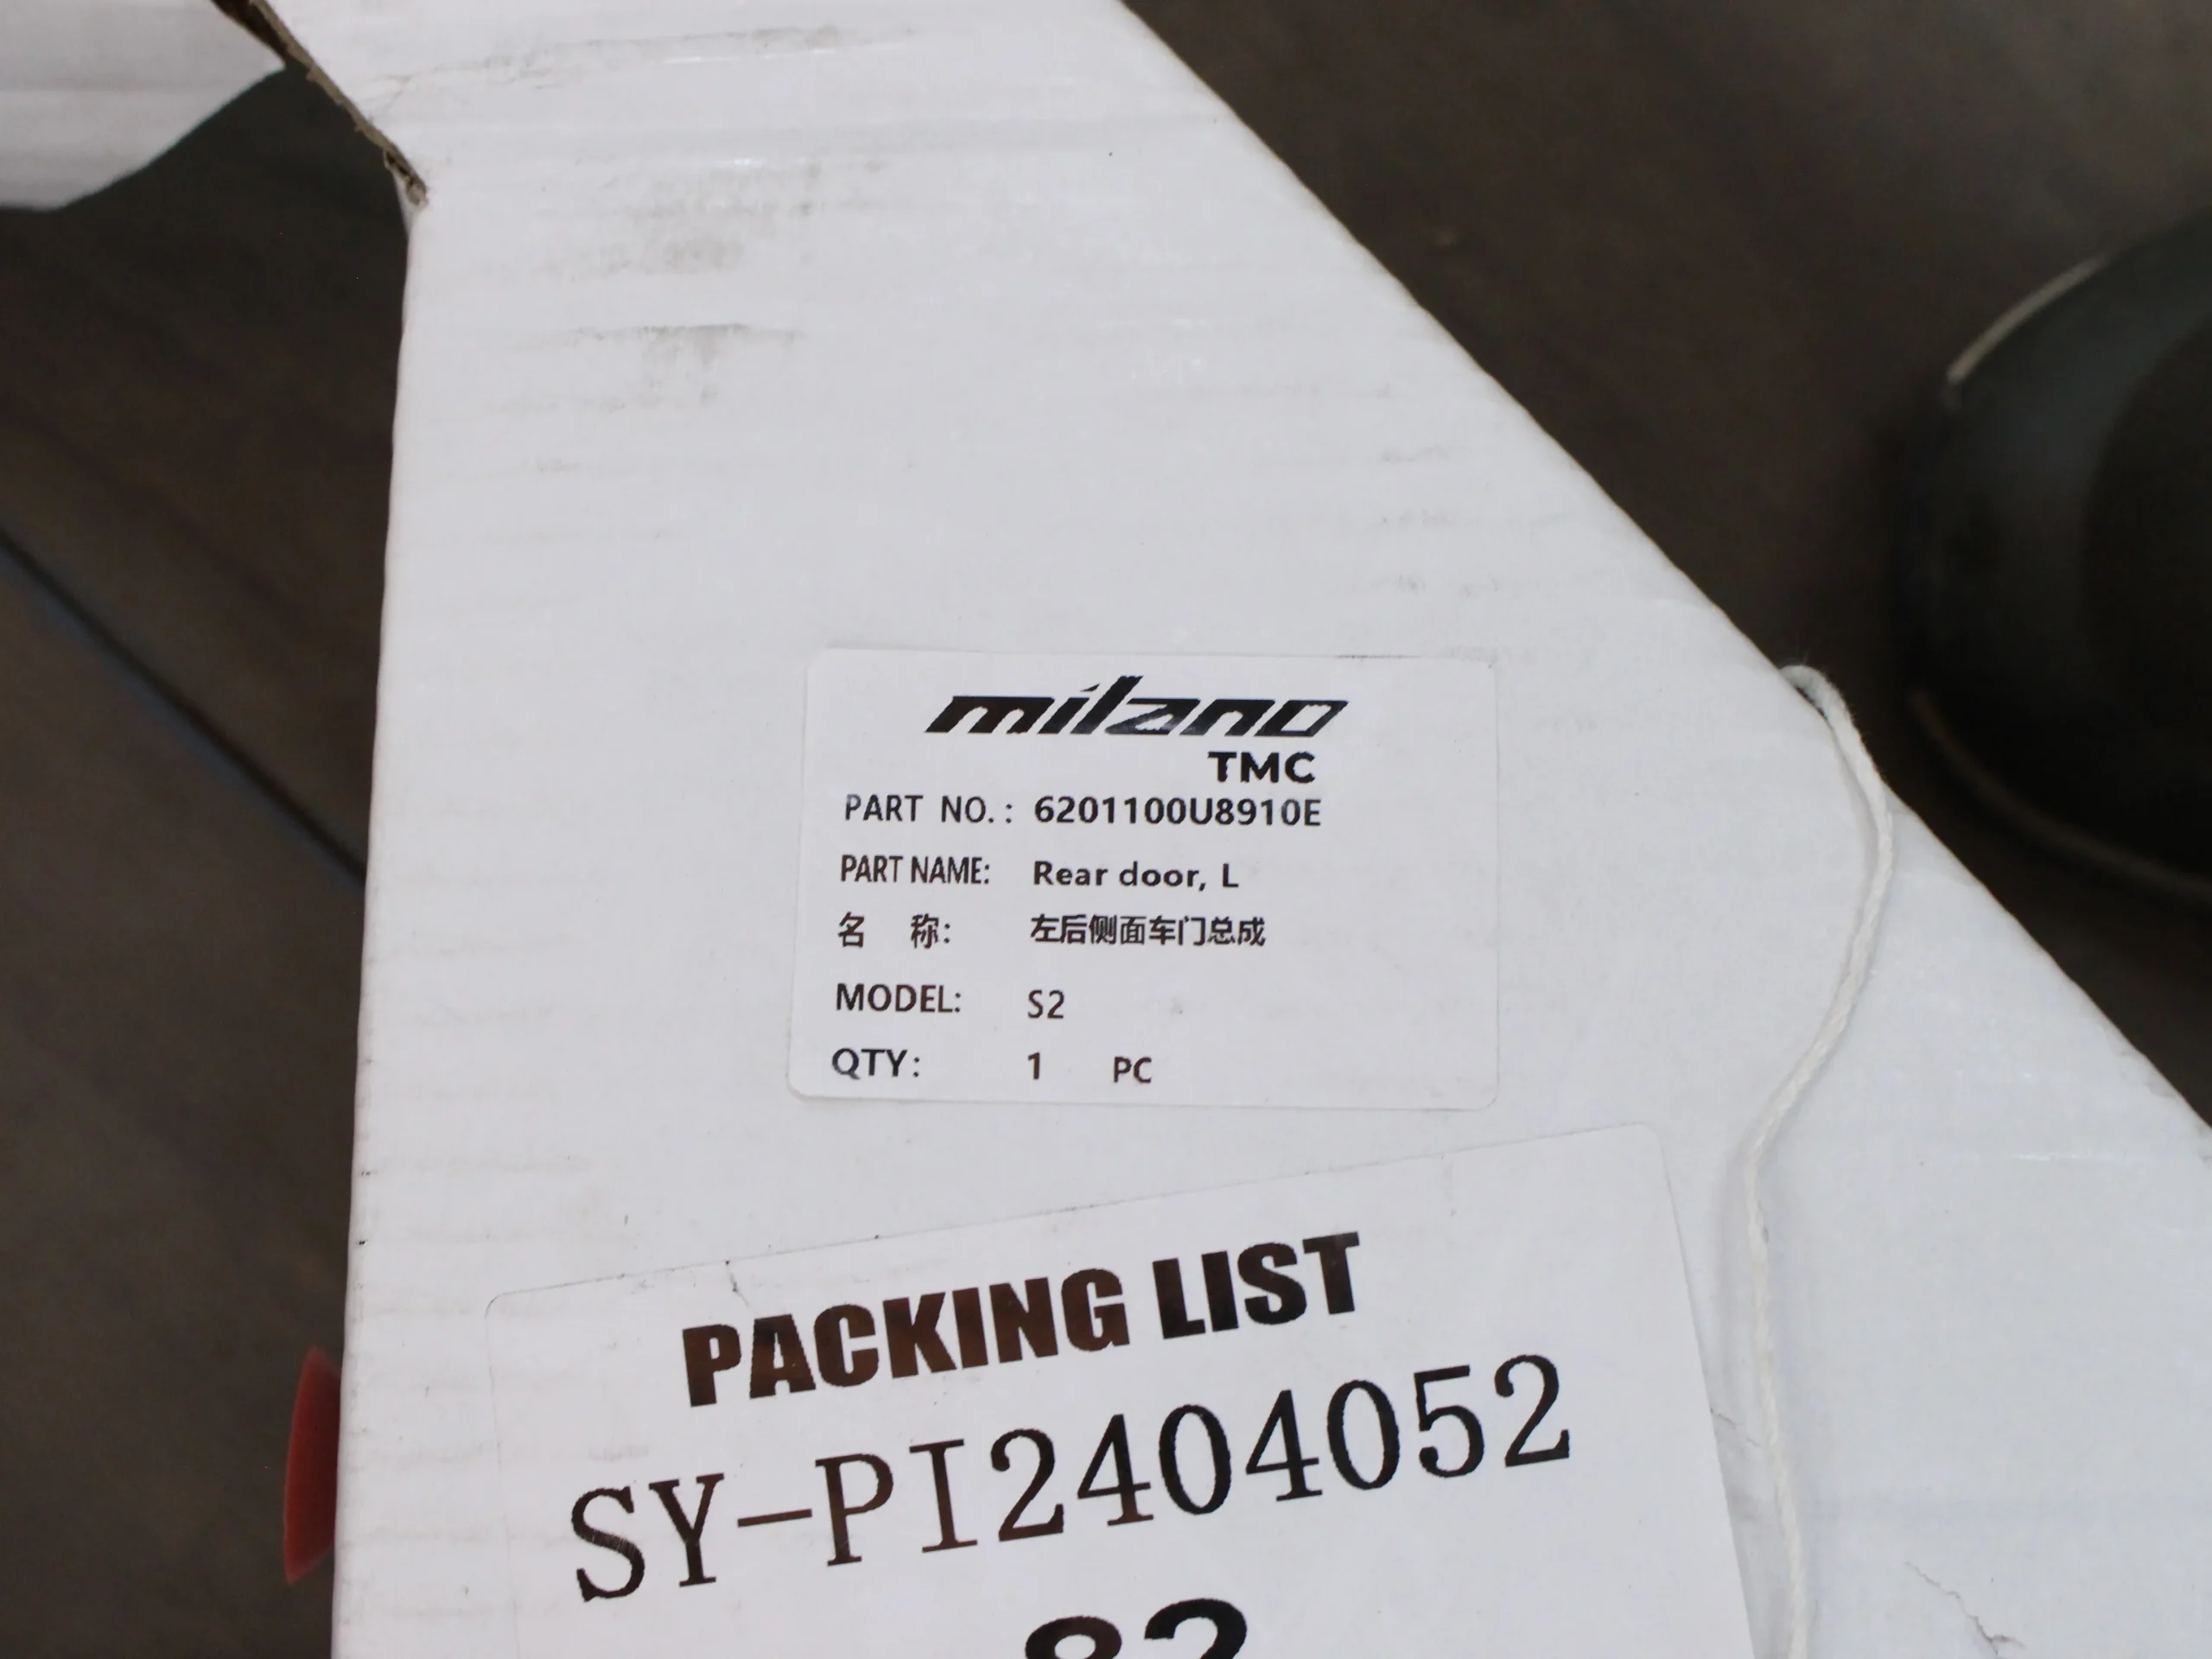 milano
TMC
PART NO.: 6201100U8910E
PART NAME: Rear door, L
名 称: 左后侧面车门总成
MODEL: S2
QTY: 1 PC
PACKING LIST
SY-PI2404052